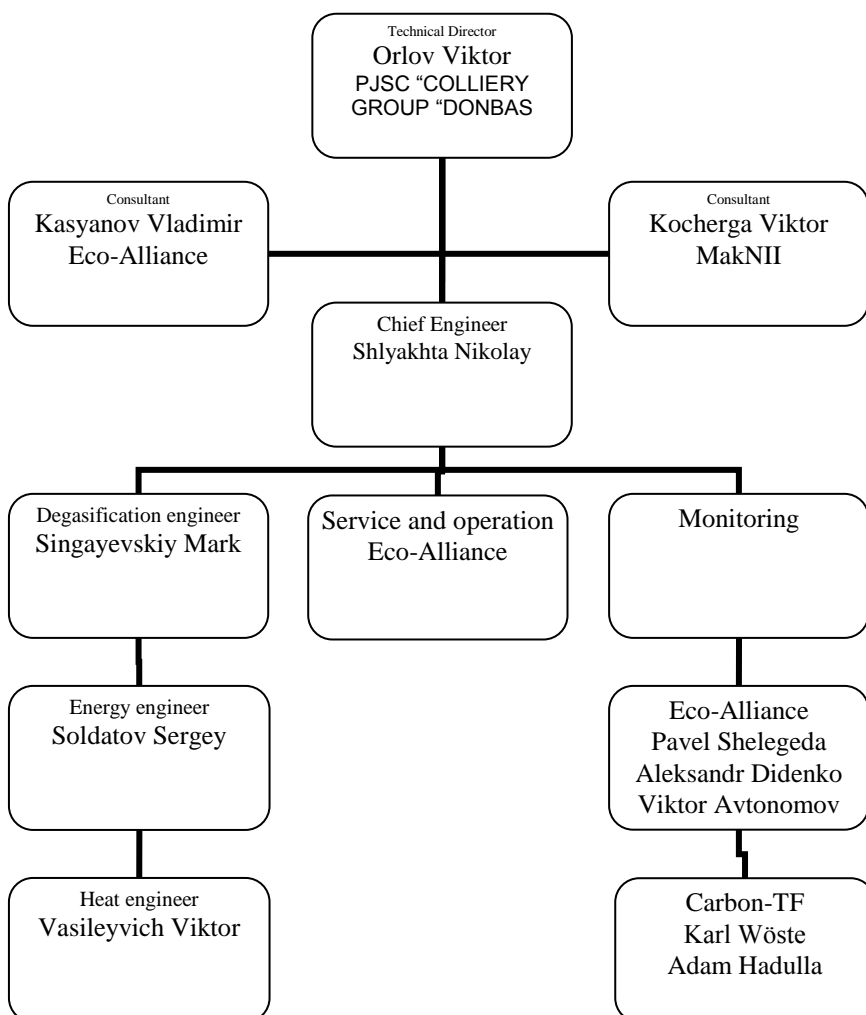 Technical Director
Orlov Viktor
PJSC “COLLIERY
GROUP “DONBAS
Consultant
Kasyanov Vladimir
Eco-Alliance
Consultant
Kocherga Viktor
MakNII
Chief Engineer
Shlyakhta Nikolay
Degasification engineer
Singayevskiy Mark
Service and operation
Eco-Alliance
Monitoring
Energy engineer
Soldatov Sergey
Eco-Alliance
Pavel Shelegeda
Aleksandr Didenko
Viktor Avtonomov
Heat engineer
Vasileyvich Viktor
Carbon-TF
Karl Wöste
Adam Hadulla